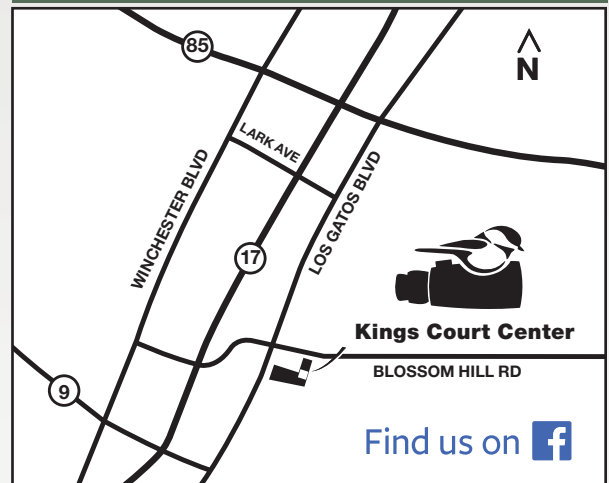 85
N
LARK AVE
WINCHESTER BLVD
LOS GATOS BLVD
17
Kings Court Center
BLOSSOM HILL RD
9
Find us on f